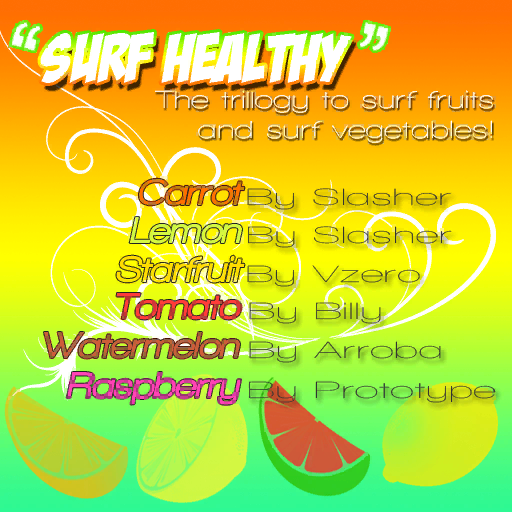 “SURF HEALTHY”
The trillogy to surf fruits
and surf vegetables!
Carrot By Slasher
Lemon By Slasher
Starfruit By Vzero
Tomato By Billy
Watermelon By Arroba
Raspberry By Prototype